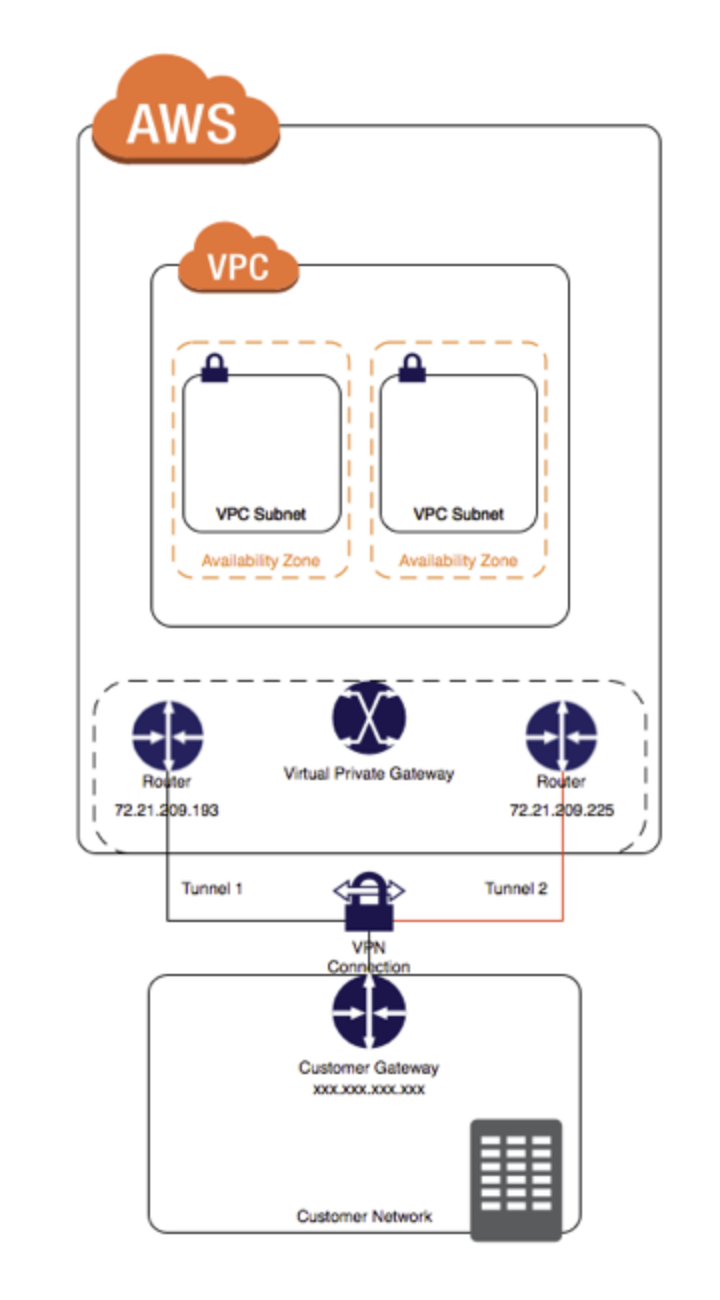 AWS
VPC
VPC Subnet
VPC Subnet
Availability Zone
Availability Zone
Router
Virtual Private Gateway
Router
72.21.209.193
72.21.209.225
Tunnel 1
Tunnel 2
VPN
Connection
Customer Gateway
xxx.xxx.xxx.xxx
Customer Network